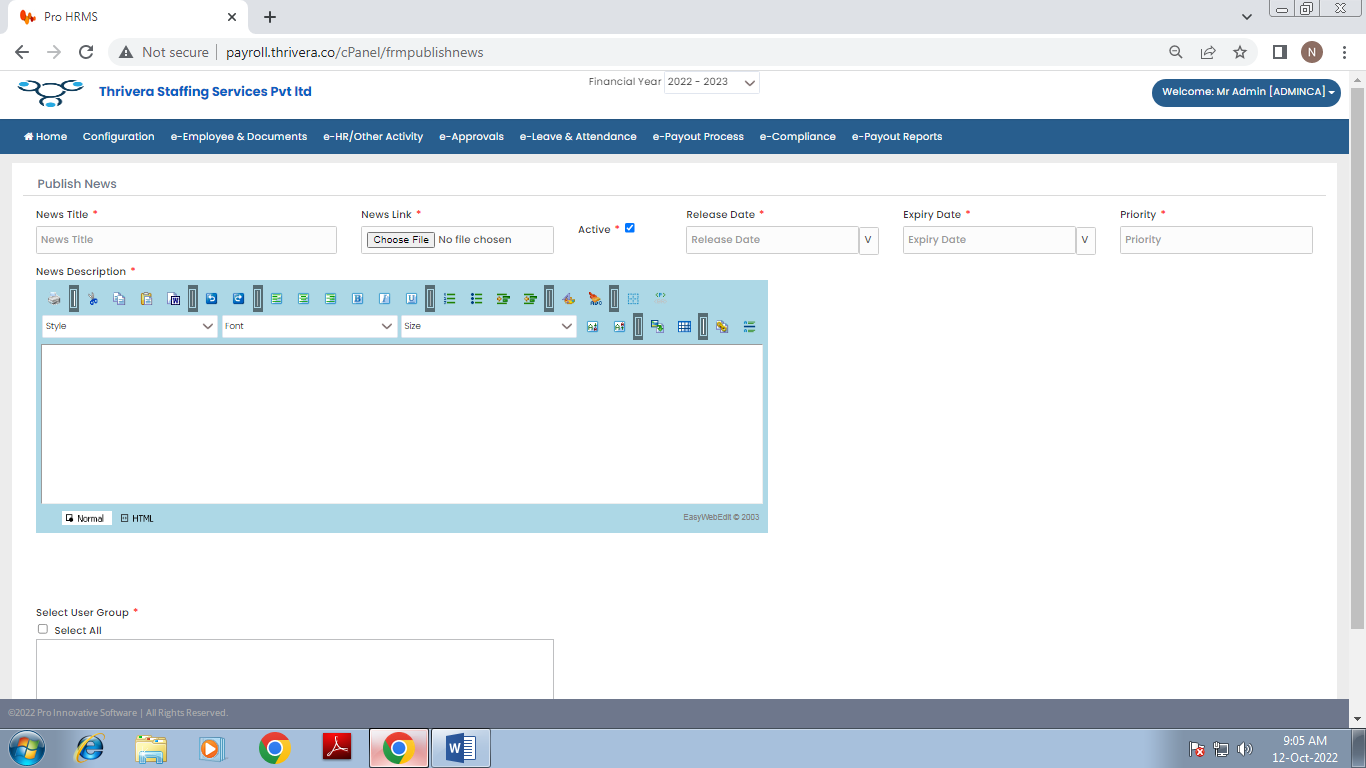 Pro HRMS
Not secure payroll.thrivera.co/cPanel/frmpublishnews
N
Thrivera Staffing Services Pvt ltd
Financial Year 2022 - 2023
Welcome: Mr Admin [ADMINCA]
Home Configuration e-Employee & Documents e-HR/Other Activity e-Approvals e-Leave & Attendance e-Payout Process e-Compliance e-Payout Reports
Publish News
News Title * News Link * Active * Release Date * Expiry Date * Priority *
News Title Choose File No file chosen Release Date V Expiry Date V Priority
News Description *
Style Font Size
Normal HTML EasyWebEdit © 2003
Select User Group *
Select All
©2022 Pro Innovative Software | All Rights Reserved.
9:05 AM
12-Oct-2022